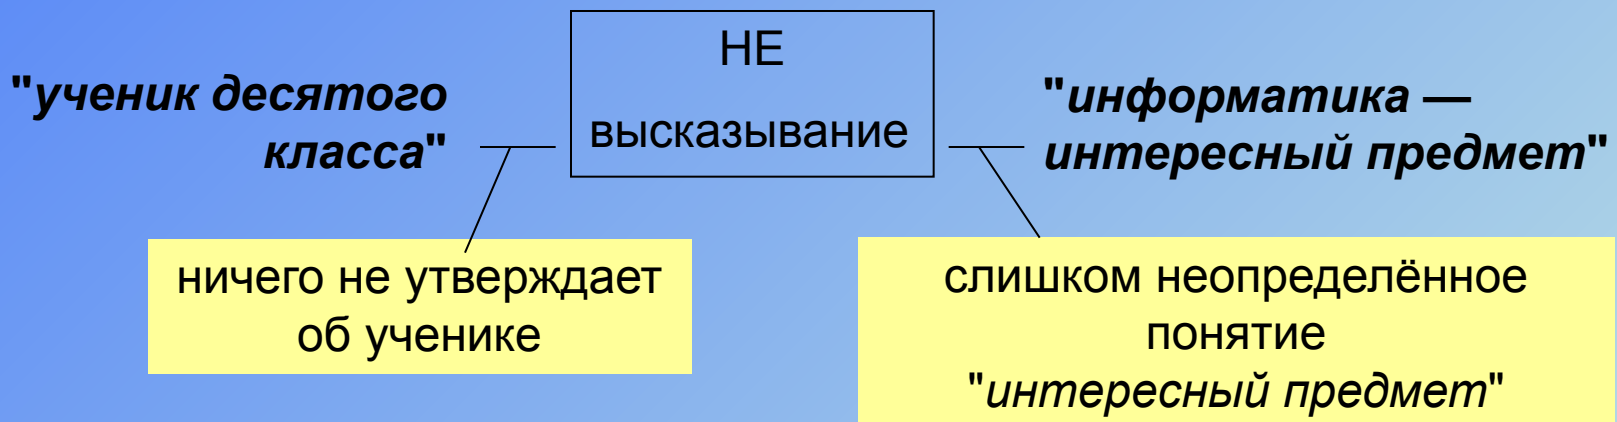 НЕ
высказывание
"ученик десятого
класса"
"информатика —
интересный предмет"
ничего не утверждает
об ученике
слишком неопределённое
понятие
"интересный предмет"